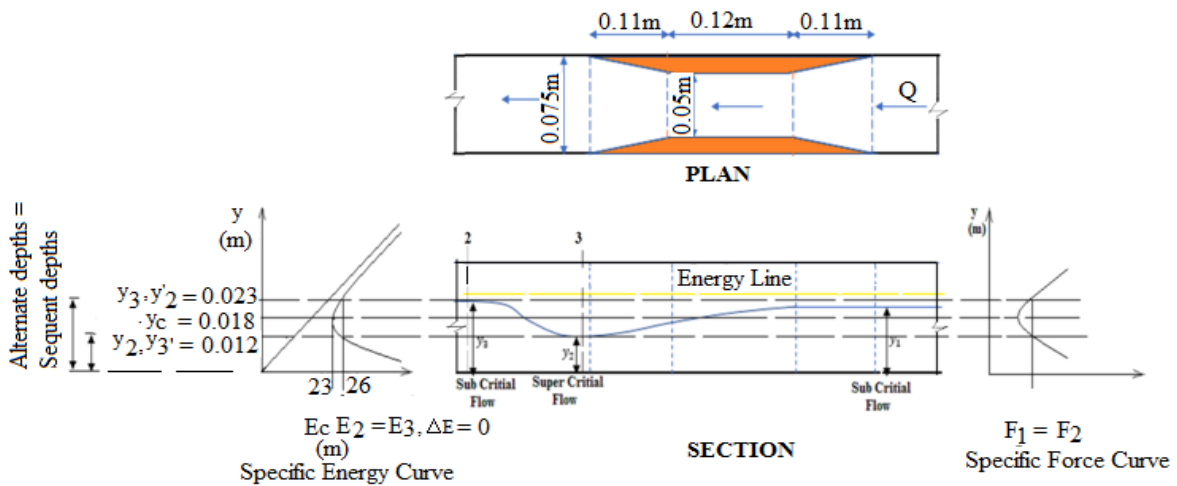 0.11m 0.12m 0.11m
0.075m
0.05m
Q
PLAN
Alternate depths =
Sequent depths
y
(m)
y3,y'2 = 0.023
yc = 0.018
y2,y3' = 0.012
23 26
Ec E2 = E3, △E = 0
(m)
Specific Energy Curve
2
3
Energy Line
y3
y2
y1
Sub Critial
Flow
Super Critial
Flow
Sub Critial
Flow
SECTION
y
(m)
F1 = F2
Specific Force Curve